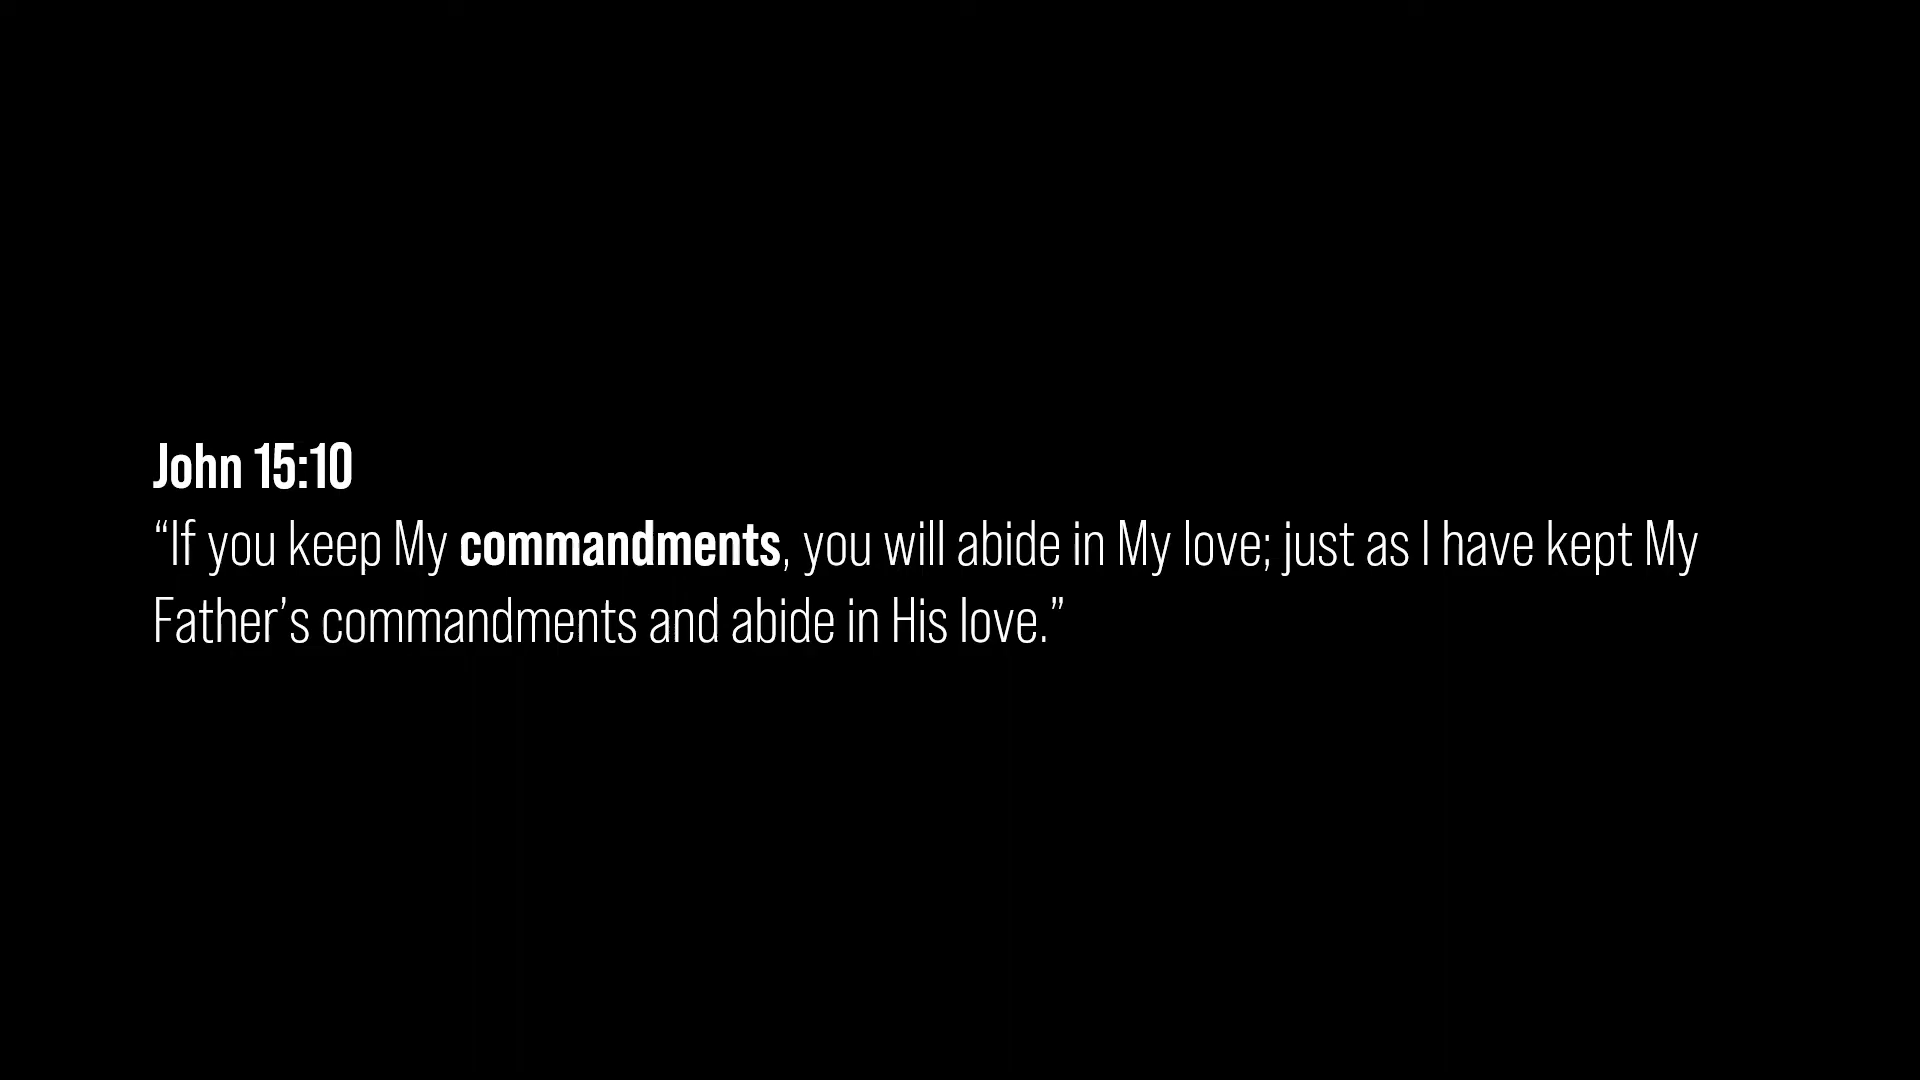 John 15:10
“If you keep My commandments, you will abide in My love; just as I have kept My
Father’s commandments and abide in His love.”